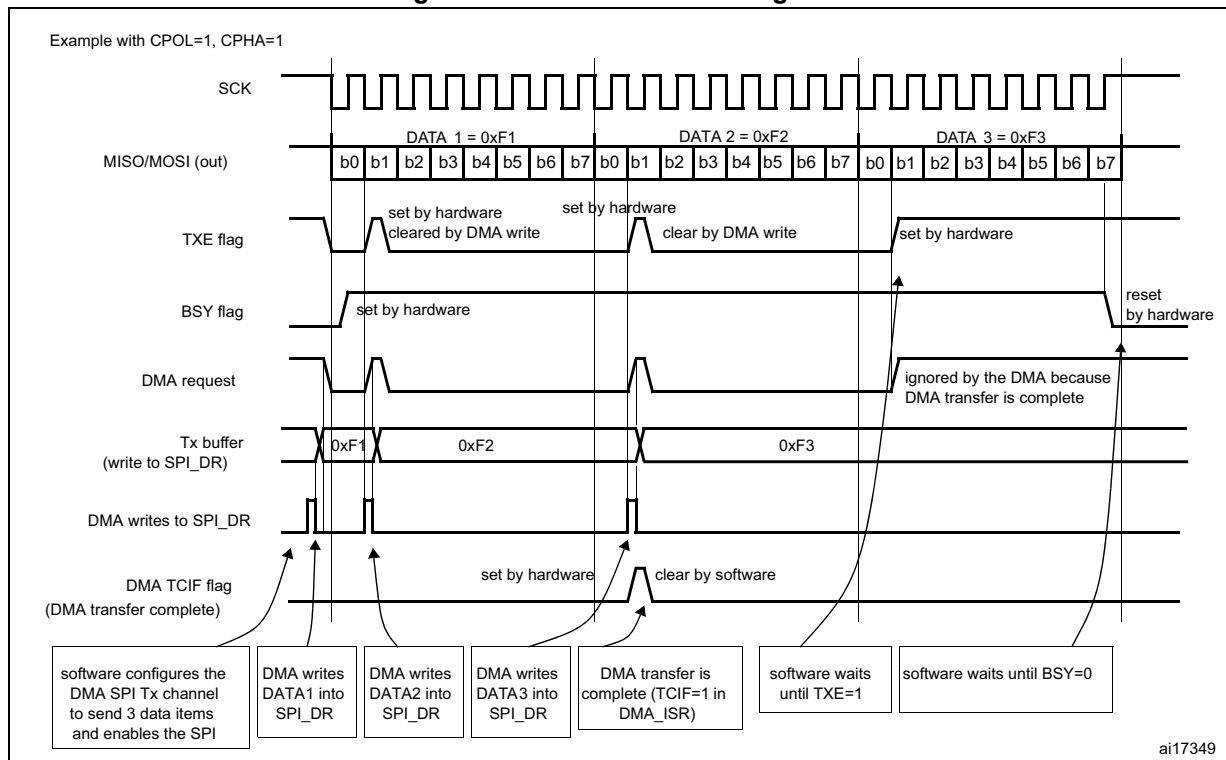 Example with CPOL=1, CPHA=1
SCK
DATA 1 = 0xF1
DATA 2 = 0xF2
DATA 3 = 0xF3
MISO/MOSI (out)
b0 b1 b2 b3 b4 b5 b6 b7 b0 b1 b2 b3 b4 b5 b6 b7 b0 b1 b2 b3 b4 b5 b6 b7
TXE flag
set by hardware
cleared by DMA write
set by hardware
clear by DMA write
set by hardware
BSY flag
set by hardware
reset
by hardware
DMA request
ignored by the DMA because
DMA transfer is complete
Tx buffer
(write to SPI_DR)
0xF1
0xF2
0xF3
DMA writes to SPI_DR
DMA TCIF flag
(DMA transfer complete)
set by hardware
clear by software
software configures the
DMA SPI Tx channel
to send 3 data items
and enables the SPI
DMA writes
DATA1 into
SPI_DR
DMA writes
DATA2 into
SPI_DR
DMA writes
DATA3 into
SPI_DR
DMA transfer is
complete (TCIF=1 in
DMA_ISR)
software waits
until TXE=1
software waits until BSY=0
ai17349